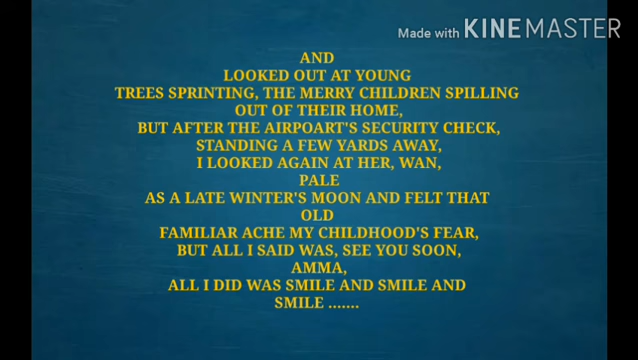 Made with KINEMASTER
AND
LOOKED OUT AT YOUNG
TREES SPRINTING, THE MERRY CHILDREN SPILLING
OUT OF THEIR HOME,
BUT AFTER THE AIRPOART'S SECURITY CHECK,
STANDING A FEW YARDS AWAY,
I LOOKED AGAIN AT HER, WAN,
PALE
AS A LATE WINTER'S MOON AND FELT THAT
OLD
FAMILIAR ACHE MY CHILDHOOD'S FEAR,
BUT ALL I SAID WAS, SEE YOU SOON,
AMMA,
ALL I DID WAS SMILE AND SMILE AND
SMILE .......